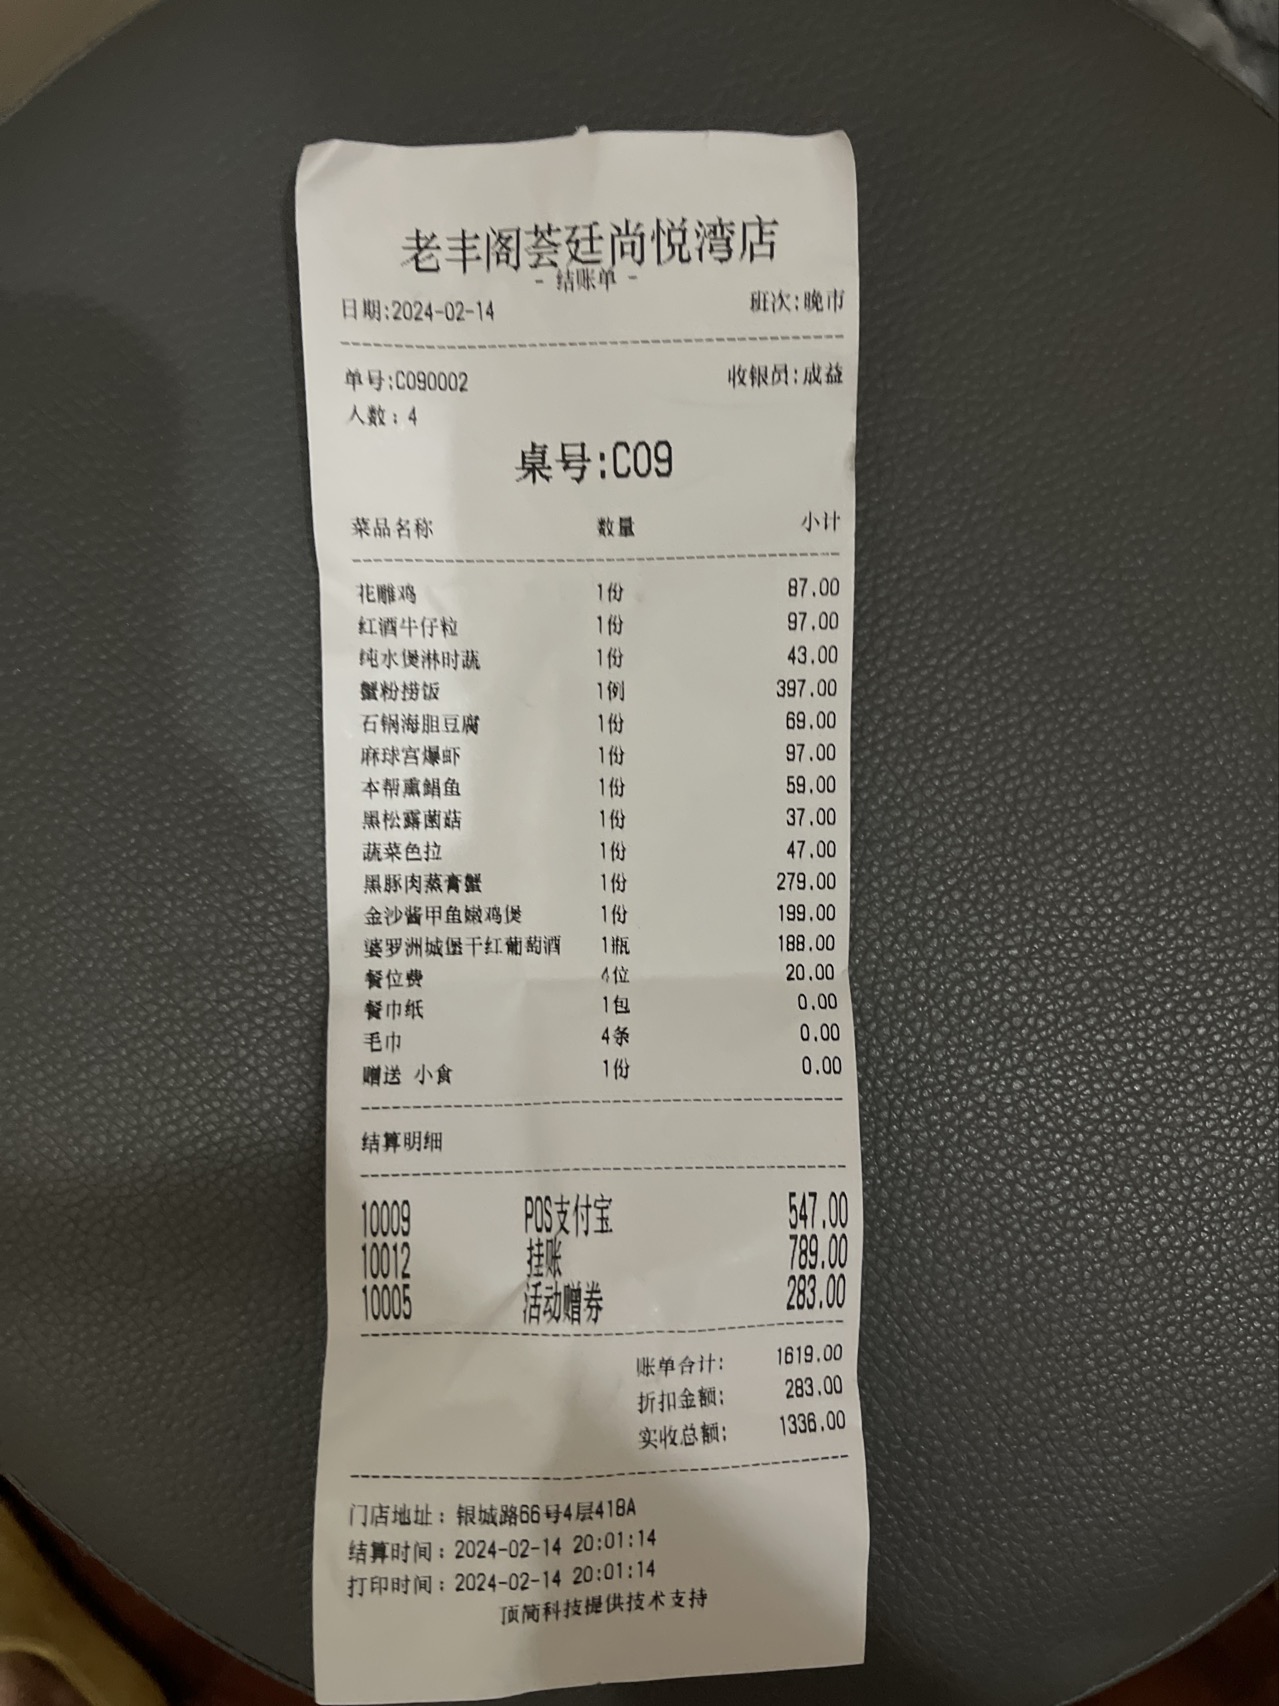 老丰阁荟廷尚悦湾店
- 结账单 -
日期:2024-02-14 班次:晚市
单号:C090002 收银员:成益
人数: 4
桌号:C09
菜品名称 数量 小计
花雕鸡 1份 87.00
红酒牛仔粒 1份 97.00
纯水煲淋时蔬 1份 43.00
蟹粉捞饭 1例 397.00
石锅海胆豆腐 1份 69.00
麻球宫爆虾 1份 97.00
本帮熏鲳鱼 1份 59.00
黑松露菌菇 1份 37.00
蔬菜色拉 1份 47.00
黑豚肉蒸膏蟹 1份 279.00
金沙酱甲鱼嫩鸡煲 1份 199.00
婆罗洲城堡干红葡萄酒 1瓶 188.00
餐位费 4位 20.00
餐巾纸 1包 0.00
毛巾 4条 0.00
赠送 小食 1份 0.00
结算明细
10009 POS支付宝 547.00
10012 挂账 789.00
10005 活动赠券 283.00
账单合计: 1619.00
折扣金额: 283.00
实收总额: 1336.00
门店地址: 银城路66号4层418A
结算时间: 2024-02-14 20:01:14
打印时间: 2024-02-14 20:01:14
顶简科技提供技术支持